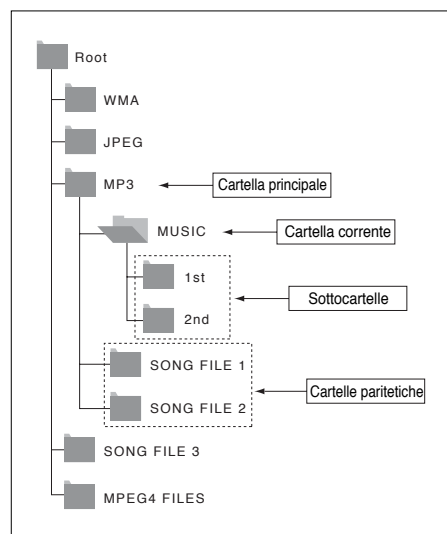 Root
WMA
JPEG
MP3
Cartella principale
MUSIC
Cartella corrente
1st
Sottocartelle
2nd
SONG FILE 1
Cartelle paritetiche
SONG FILE 2
SONG FILE 3
MPEG4 FILES